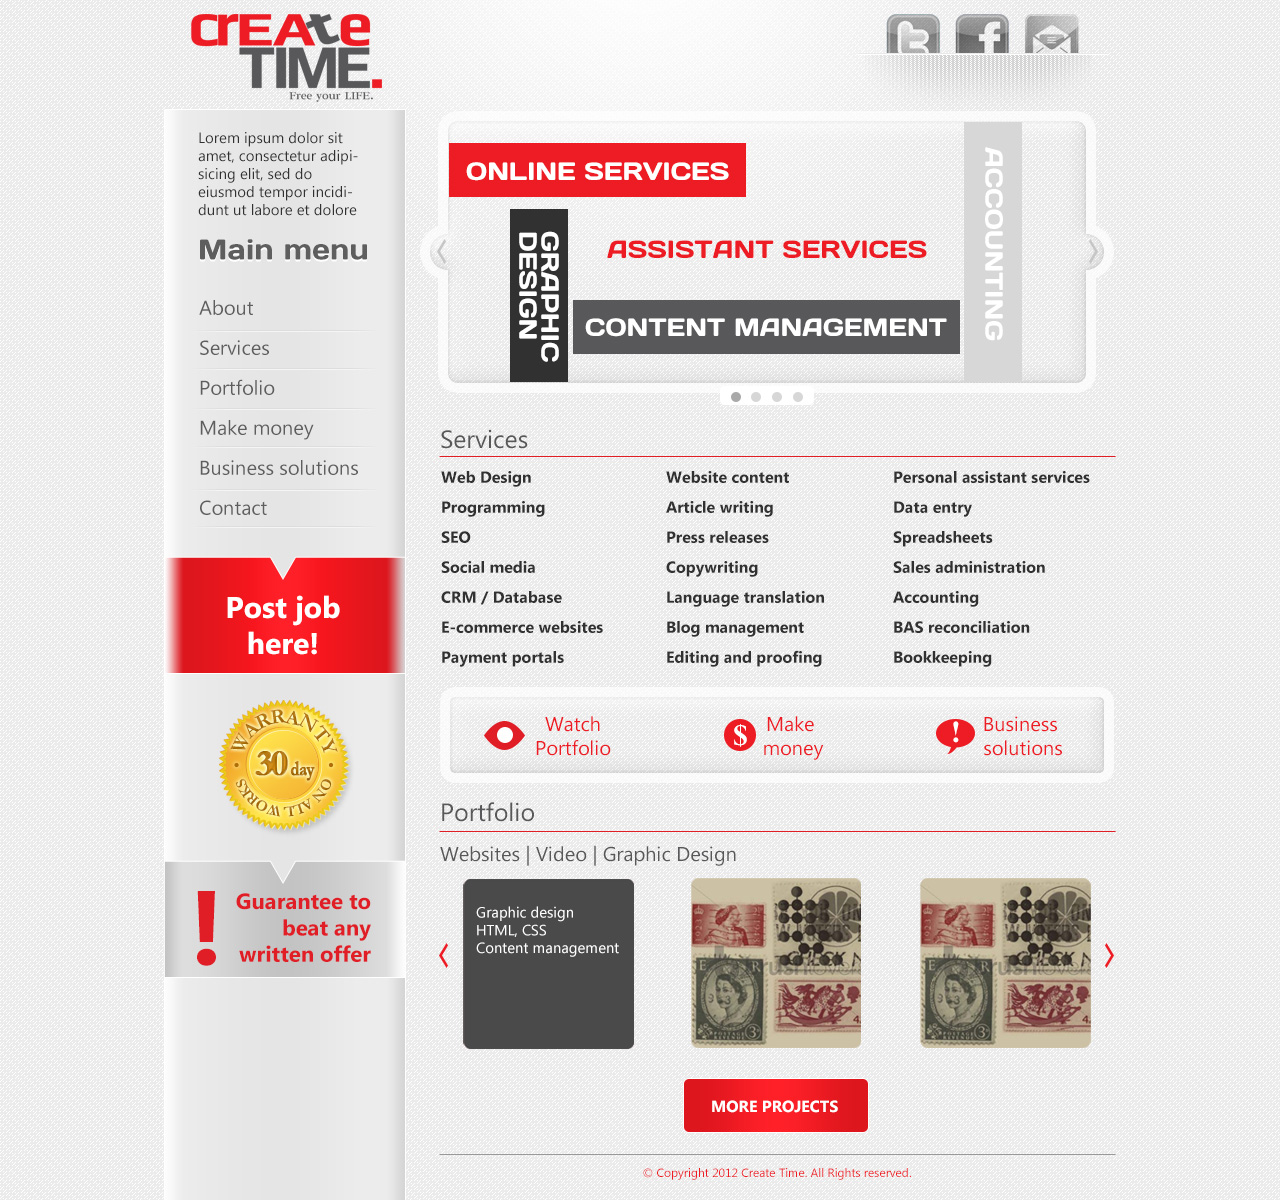 CREATE
TIME.
Free your LIFE.
Lorem ipsum dolor sit
amet, consectetur adipi-
sicing elit, sed do
eiusmod tempor incidi-
dunt ut labore et dolore
Main menu
About
Services
Portfolio
Make money
Business solutions
Contact
Post job
here!
WARRANTY
30 day
ON ALL WORKS
! Guarantee to
beat any
written offer
ONLINE SERVICES
GRAPHIC
DESIGN
ASSISTANT SERVICES
CONTENT MANAGEMENT
ACCOUNTING
Services
Web Design
Programming
SEO
Social media
CRM / Database
E-commerce websites
Payment portals
Website content
Article writing
Press releases
Copywriting
Language translation
Blog management
Editing and proofing
Personal assistant services
Data entry
Spreadsheets
Sales administration
Accounting
BAS reconciliation
Bookkeeping
Watch
Portfolio
$ Make
money
! Business
solutions
Portfolio
Websites | Video | Graphic Design
Graphic design
HTML, CSS
Content management
MORE PROJECTS
© Copyright 2012 Create Time. All Rights reserved.